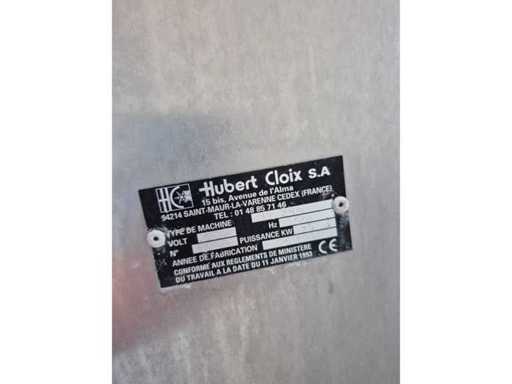 HC Hubert Cloix S.A
15 bis, Avenue de l'Alma
94214 SAINT-MAUR-LA-VARENNE CEDEX (FRANCE)
TEL : 01 48 85 71 46
TYPE DE MACHINE
VOLT Hz
N° PUISSANCE KW
ANNEE DE FABRICATION
CONFORME AUX REGLEMENTS DE MINISTERE
DU TRAVAIL A LA DATE DU 11 JANVIER 1993 CE